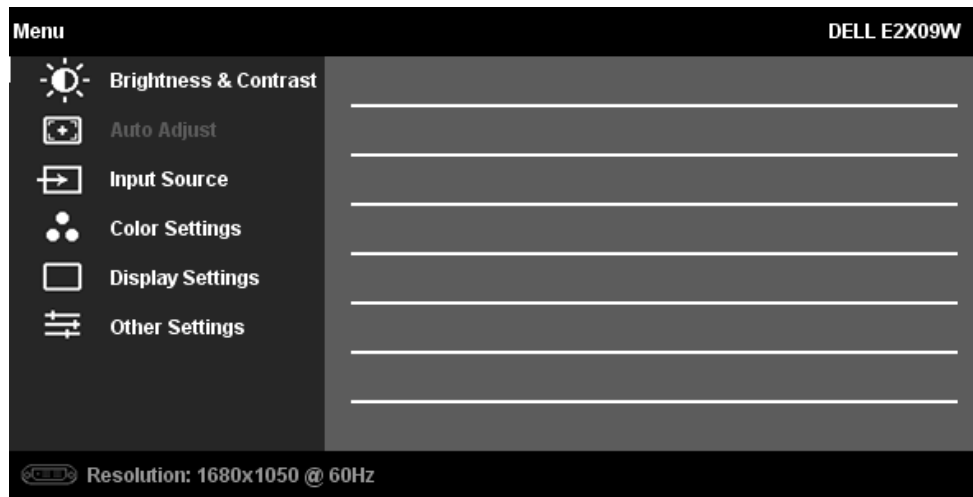 Menu DELL E2X09W
Brightness & Contrast
Auto Adjust
Input Source
Color Settings
Display Settings
Other Settings
Resolution: 1680x1050 @ 60Hz